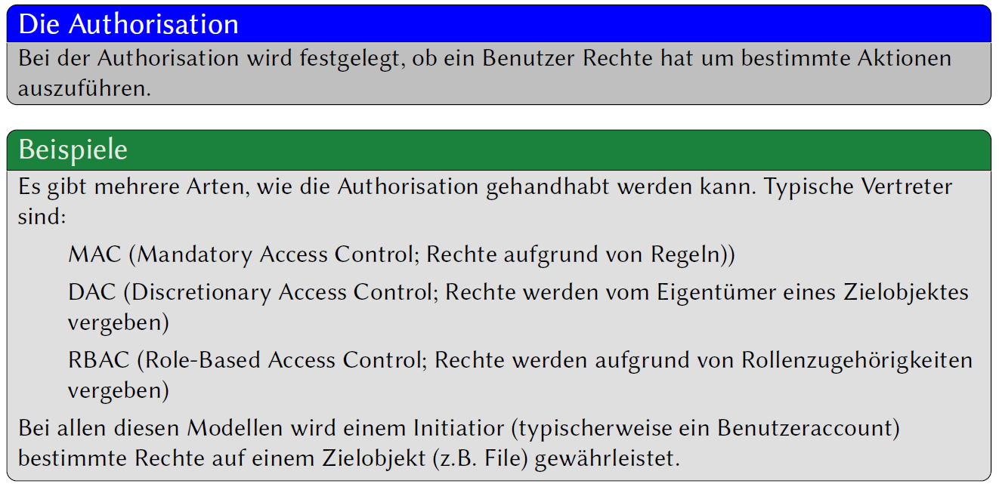 Die Authorisation
Bei der Authorisation wird festgelegt, ob ein Benutzer Rechte hat um bestimmte Aktionen
auszuführen.
Beispiele
Es gibt mehrere Arten, wie die Authorisation gehandhabt werden kann. Typische Vertreter
sind:
MAC (Mandatory Access Control; Rechte aufgrund von Regeln))
DAC (Discretionary Access Control; Rechte werden vom Eigentümer eines Zielobjektes
vergeben)
RBAC (Role-Based Access Control; Rechte werden aufgrund von Rollenzugehörigkeiten
vergeben)
Bei allen diesen Modellen wird einem Initiatior (typischerweise ein Benutzeraccount)
bestimmte Rechte auf einem Zielobjekt (z.B. File) gewährleistet.